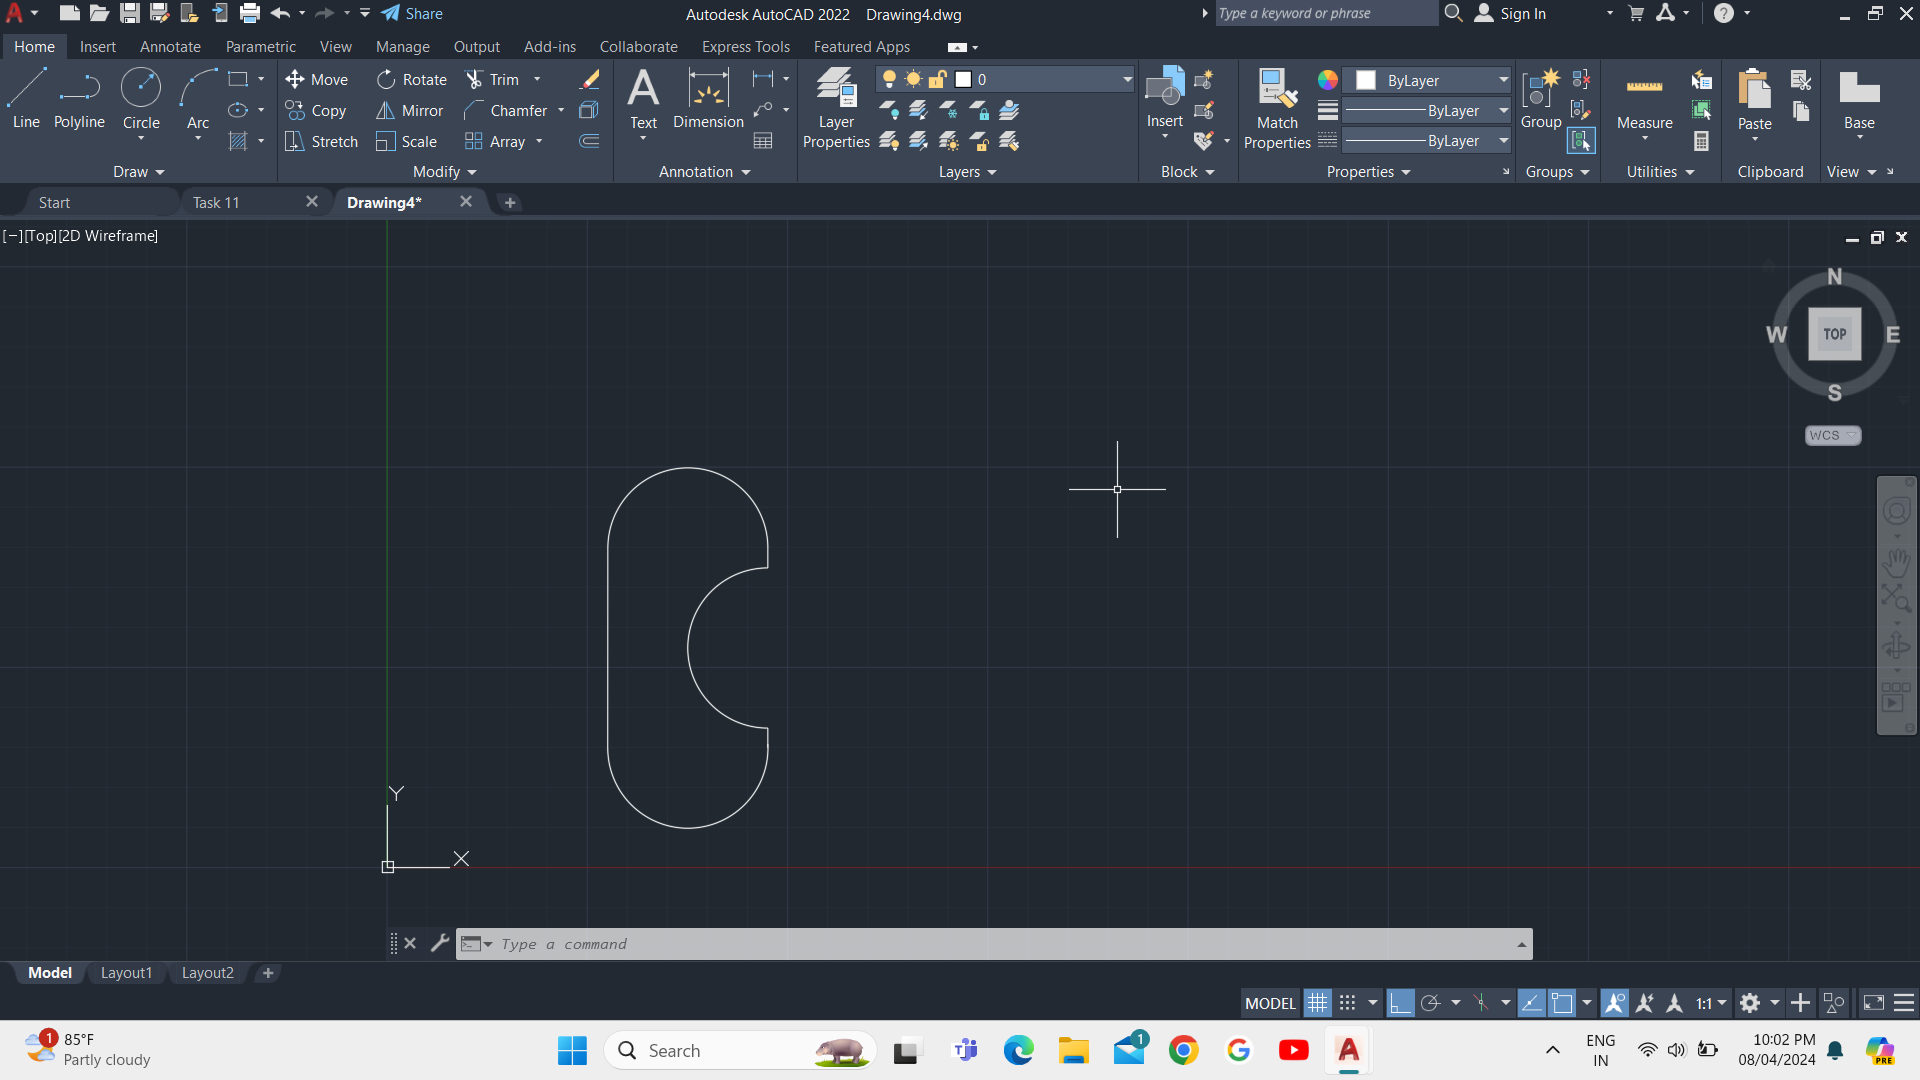 Share
Autodesk AutoCAD 2022 Drawing4.dwg
Type a keyword or phrase
Sign In
Home Insert Annotate Parametric View Manage Output Add-ins Collaborate Express Tools Featured Apps
Line Polyline Circle Arc
Move Rotate Trim
Copy Mirror Chamfer
Stretch Scale Array
Text Dimension
Layer
Properties
0
Insert
Match
Properties
ByLayer
ByLayer
ByLayer
Group
Measure
Paste
Base
Draw Modify Annotation Layers Block Properties Groups Utilities Clipboard View
Start Task 11 Drawing4*
[−][Top][2D Wireframe]
N
W TOP E
S
WCS
Y
X
Type a command
Model Layout1 Layout2
MODEL 1:1
1
85°F
Partly cloudy
Search
1
ENG
IN
10:02 PM
08/04/2024
PRE